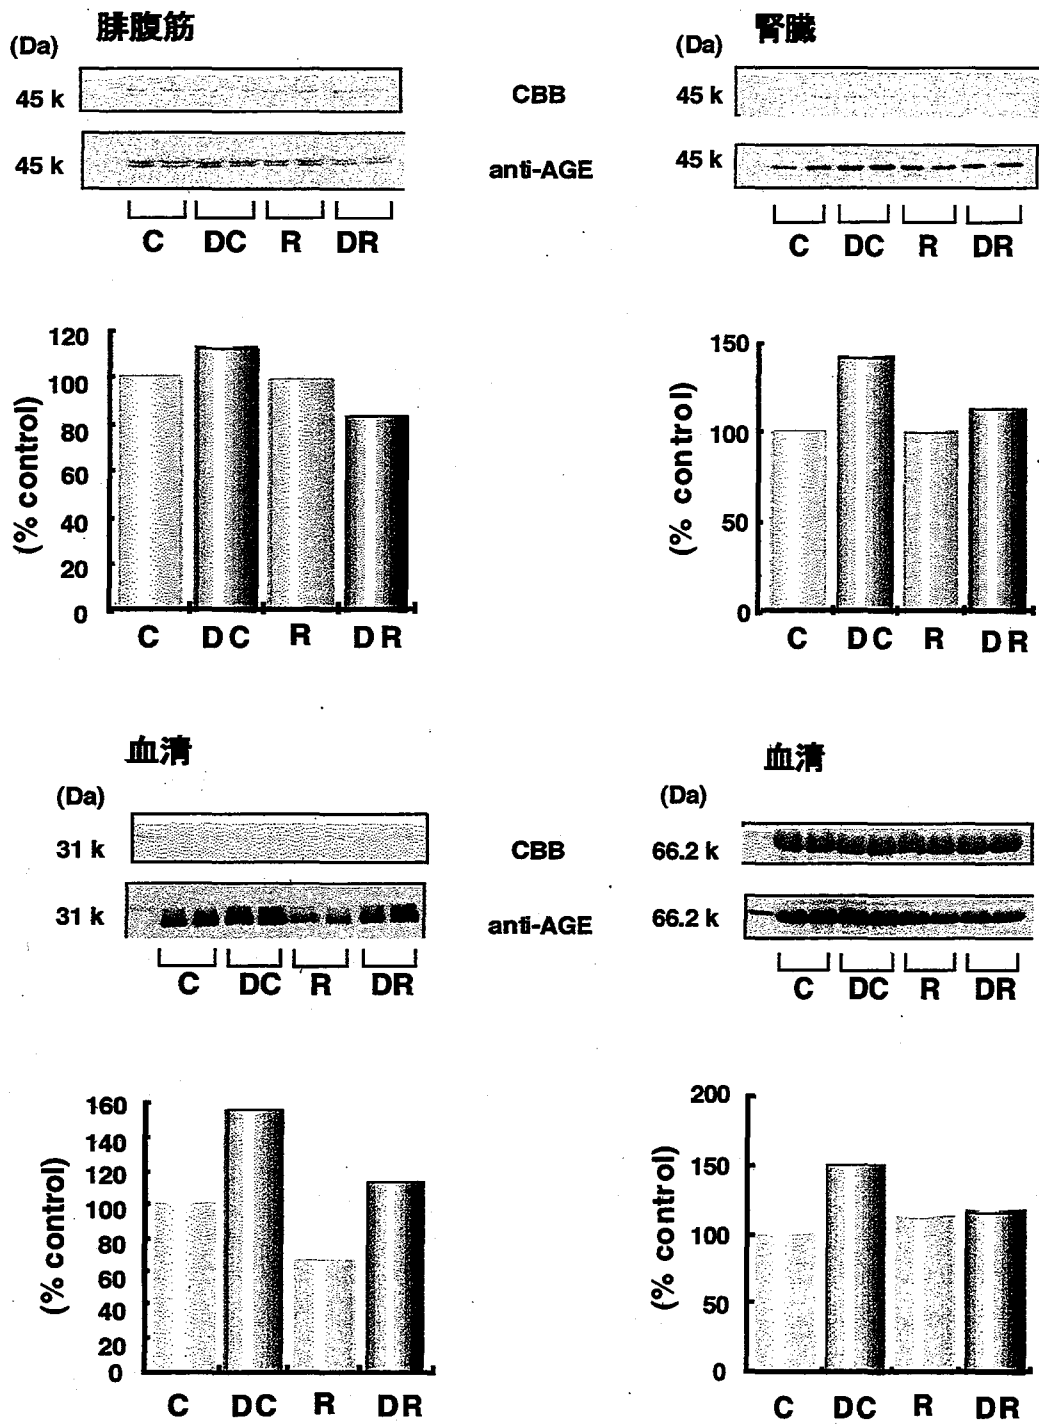 腓腹筋
(Da)
45 k
45 k
C DC R DR
CBB
anti-AGE
腎臓
(Da)
45 k
45 k
C DC R DR
120
100
80
60
40
20
0
(% control)
C DC R DR
150
100
50
0
(% control)
C DC R DR
血清
(Da)
31 k
31 k
C DC R DR
CBB
anti-AGE
血清
(Da)
66.2 k
66.2 k
C DC R DR
160
140
120
100
80
60
40
20
0
(% control)
C DC R DR
200
150
100
50
0
(% control)
C DC R DR